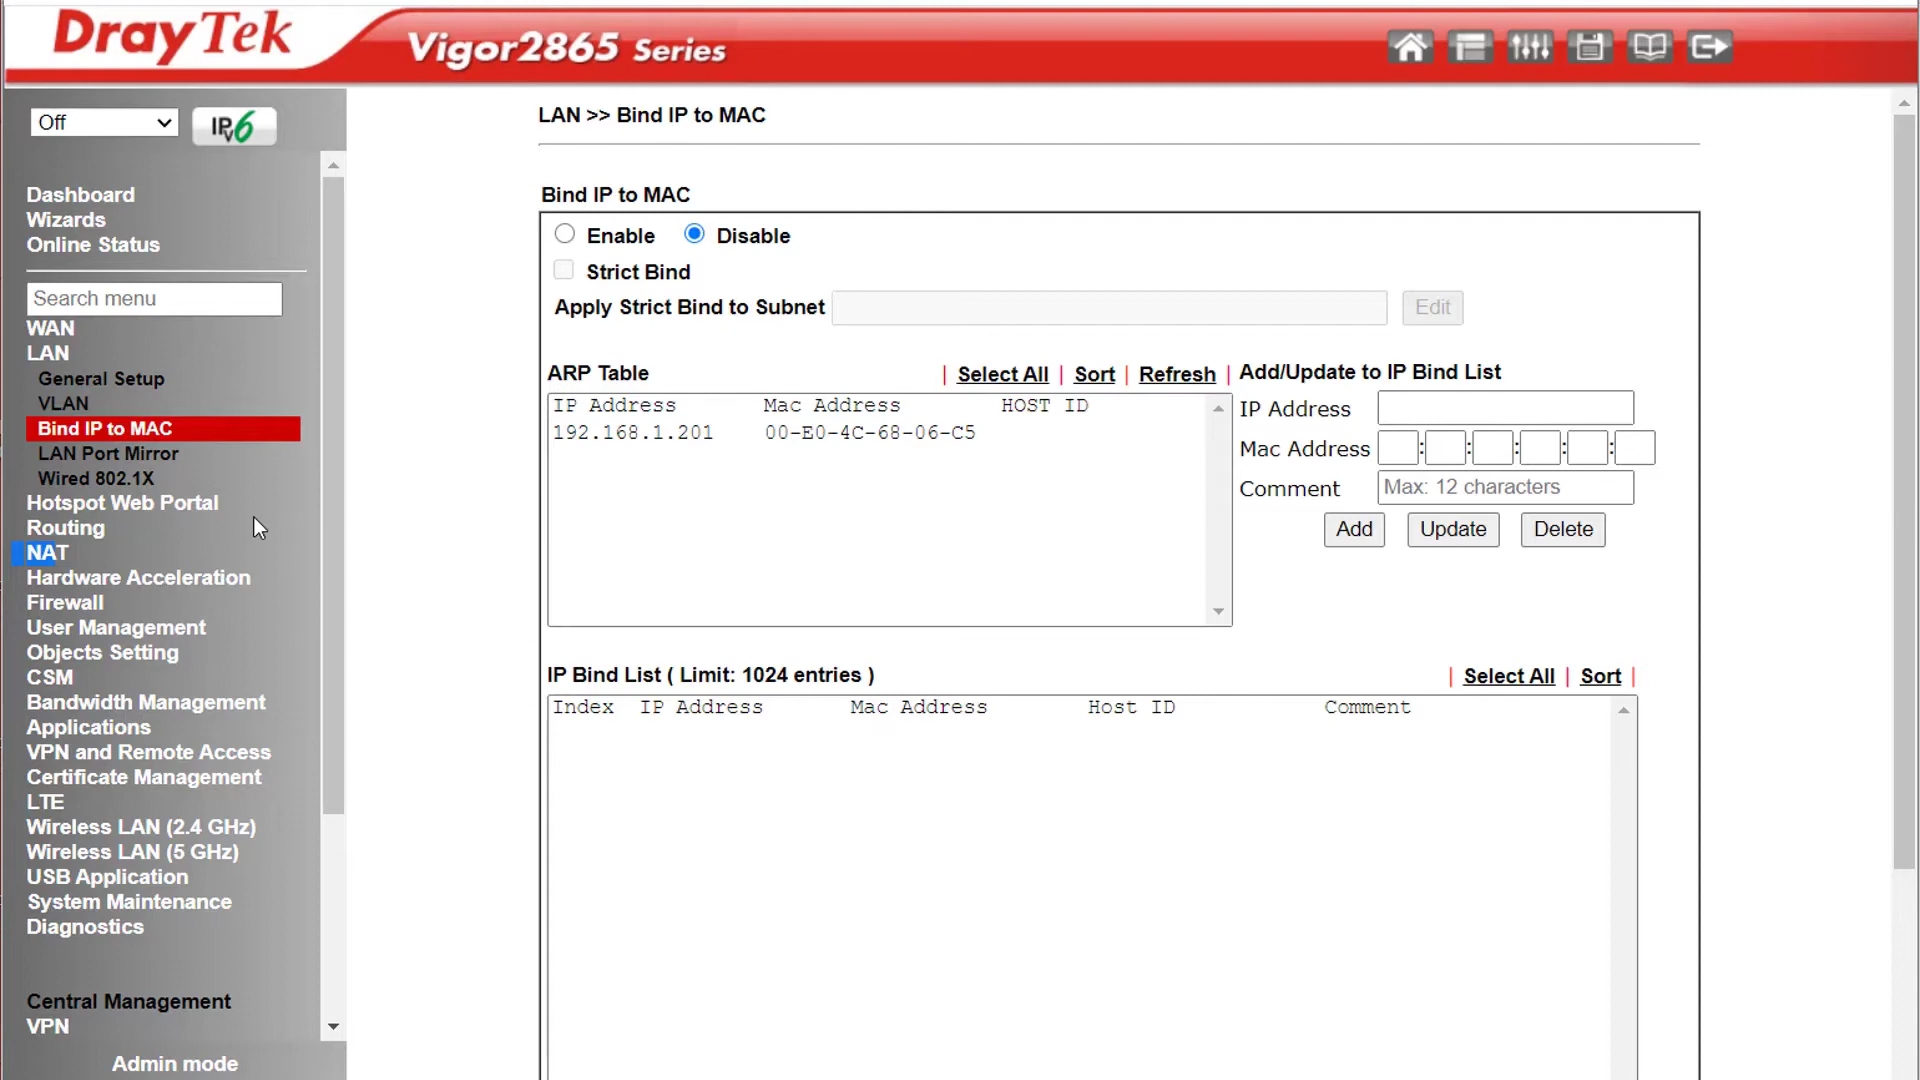 DrayTek Vigor2865 Series
Off IPv6
Dashboard
Wizards
Online Status
Search menu
WAN
LAN
General Setup
VLAN
Bind IP to MAC
LAN Port Mirror
Wired 802.1X
Hotspot Web Portal
Routing
NAT
Hardware Acceleration
Firewall
User Management
Objects Setting
CSM
Bandwidth Management
Applications
VPN and Remote Access
Certificate Management
LTE
Wireless LAN (2.4 GHz)
Wireless LAN (5 GHz)
USB Application
System Maintenance
Diagnostics
Central Management
VPN
Admin mode
LAN >> Bind IP to MAC
Bind IP to MAC
Enable Disable
Strict Bind
Apply Strict Bind to Subnet Edit
ARP Table | Select All | Sort | Refresh |
IP Address Mac Address HOST ID
192.168.1.201 00-E0-4C-68-06-C5
Add/Update to IP Bind List
IP Address
Mac Address : : : : :
Comment Max: 12 characters
Add Update Delete
IP Bind List ( Limit: 1024 entries ) | Select All | Sort |
Index IP Address Mac Address Host ID Comment